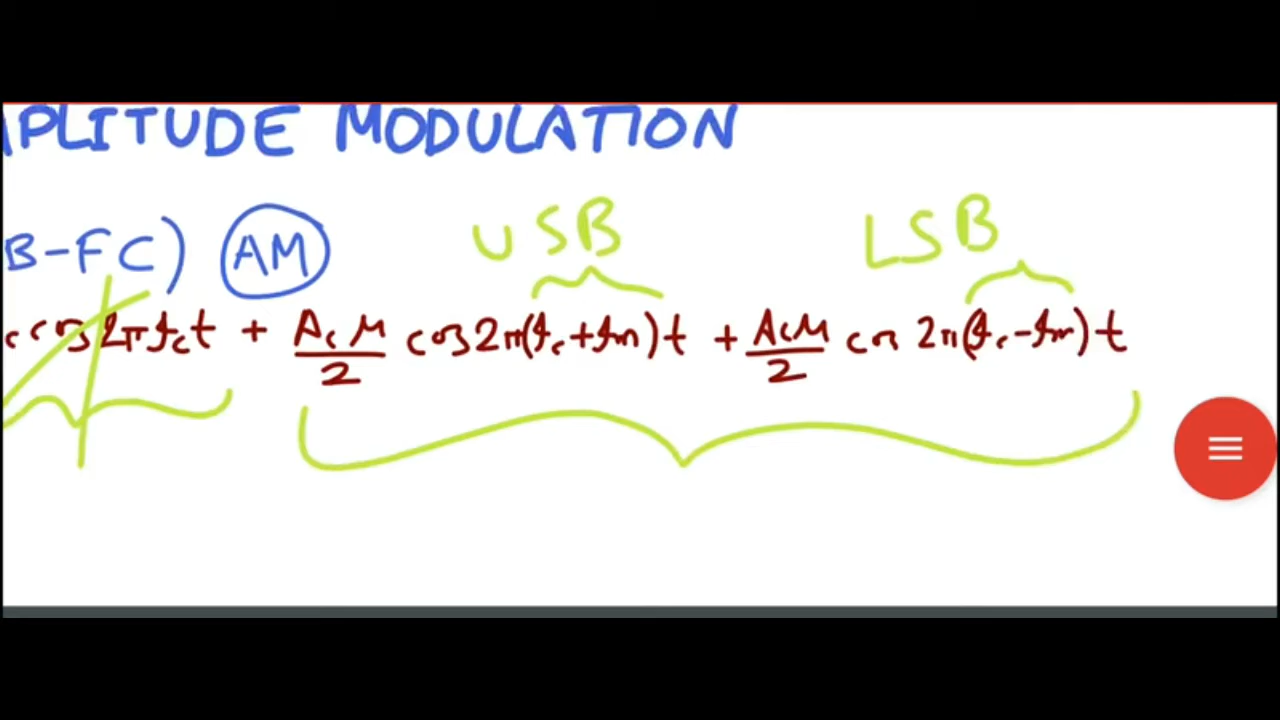 MPLITUDE MODULATION
B-FC) AM USB LSB
c cos 2πfct + Acμ/2 cos 2π(fc+fm)t + Acμ/2 cos 2π(fc-fm)t